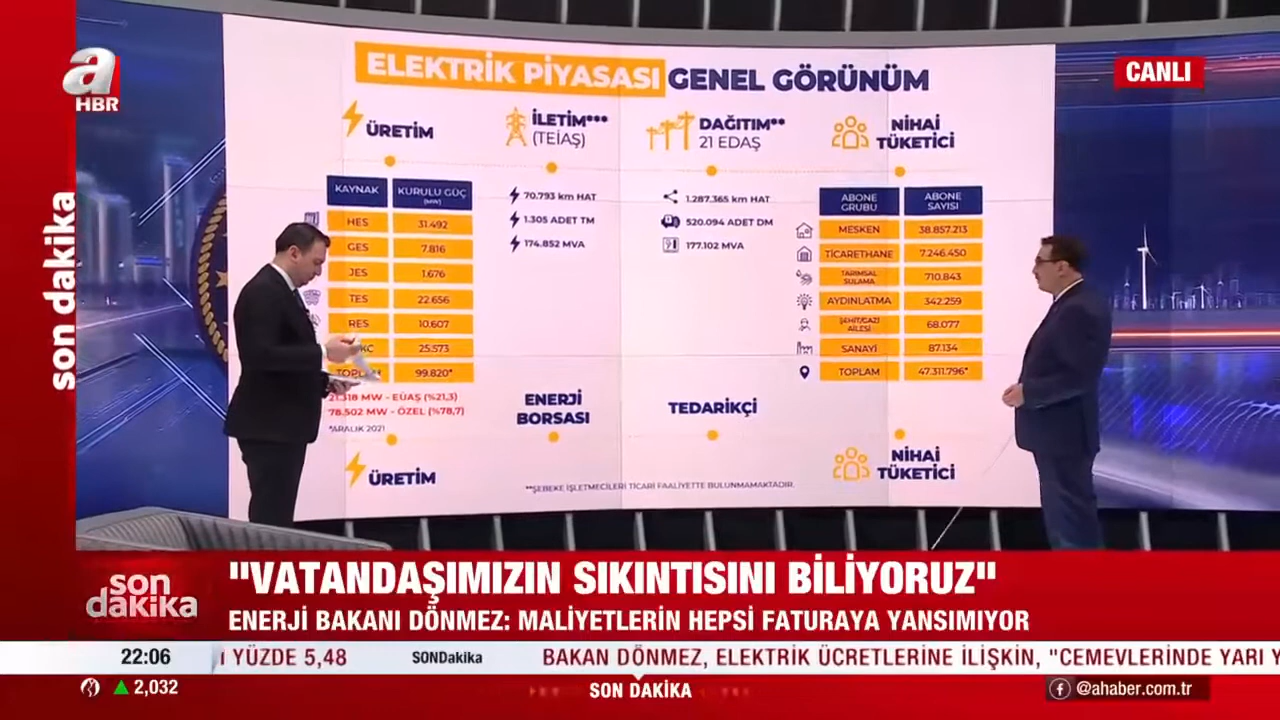 a
HBR
CANLI
son dakika
ELEKTRİK PİYASASI GENEL GÖRÜNÜM
ÜRETİM
İLETİM***
(TEİAŞ)
DAĞITIM**
21 EDAŞ
NİHAİ
TÜKETİCİ
KAYNAK KURULU GÜÇ
(MW)
HES 31.492
GES 7.816
JES 1.676
TES 22.656
RES 10.607
25.573
TOPLAM 99.820*
21.318 MW - EÜAŞ (%21,3)
78.502 MW - ÖZEL (%78,7)
*ARALIK 2021
70.793 km HAT
1.305 ADET TM
174.852 MVA
1.287.365 km HAT
520.094 ADET DM
177.102 MVA
ABONE
GRUBU
ABONE
SAYISI
MESKEN 38.857.213
TİCARETHANE 7.246.450
TARIMSAL
SULAMA
710.843
AYDINLATMA 342.259
ŞEHİT/GAZİ
AİLESİ
68.077
SANAYİ 87.134
TOPLAM 47.311.796*
ENERJİ
BORSASI
TEDARİKÇİ
ÜRETİM
NİHAİ
TÜKETİCİ
**ŞEBEKE İŞLETMECİLERİ TİCARİ FAALİYETTE BULUNMAMAKTADIR.
son
dakika
"VATANDAŞIMIZIN SIKINTISINI BİLİYORUZ"
ENERJİ BAKANI DÖNMEZ: MALİYETLERİN HEPSİ FATURAYA YANSIMIYOR
22:06 YÜZDE 5,48 SONDakika BAKAN DÖNMEZ, ELEKTRİK ÜCRETLERİNE İLİŞKİN, "CEMEVLERİNDE YARI Y
2,032 SON DAKİKA @ahaber.com.tr